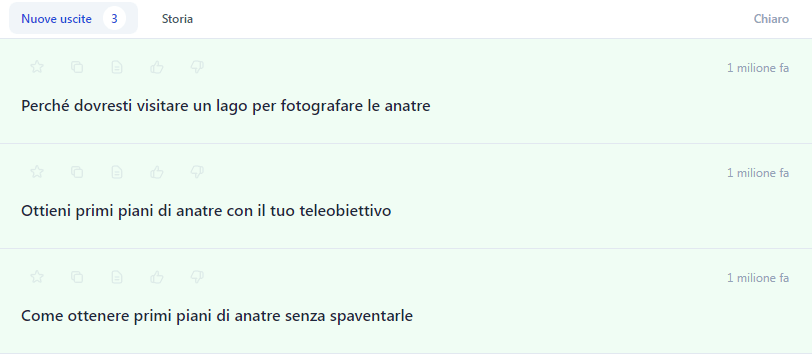 Nuove uscite 3 Storia Chiaro
1 milione fa
Perché dovresti visitare un lago per fotografare le anatre
1 milione fa
Ottieni primi piani di anatre con il tuo teleobiettivo
1 milione fa
Come ottenere primi piani di anatre senza spaventarle